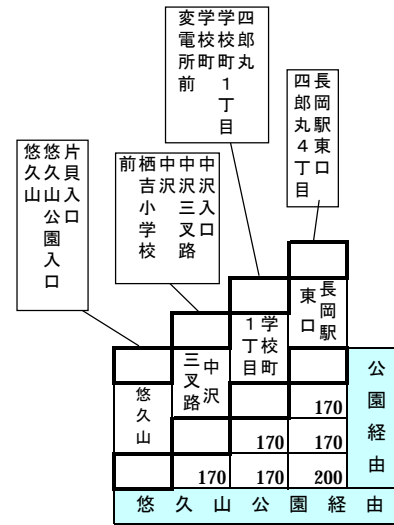 四郎丸
学校町1丁目
学校町
変電所前
長岡駅東口
四郎丸4丁目
片貝入口
悠久山公園入口
悠久山
中沢入口
中沢三叉路
中沢
栖吉小学校
前
長岡駅
東口
学校町
1丁目
中沢
三叉路
悠久山
公園経由
170
170 170
170 170 200
悠久山公園経由